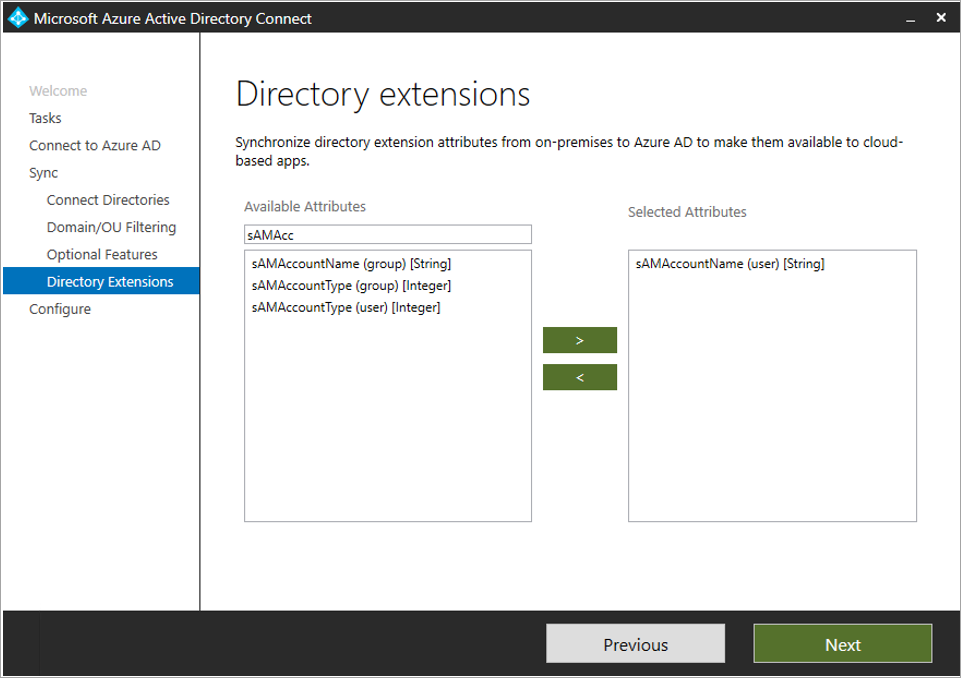 Microsoft Azure Active Directory Connect
Welcome
Tasks
Connect to Azure AD
Sync
Connect Directories
Domain/OU Filtering
Optional Features
Directory Extensions
Configure
Directory extensions
Synchronize directory extension attributes from on-premises to Azure AD to make them available to cloud-
based apps.
Available Attributes
sAMAcc
sAMAccountName (group) [String]
sAMAccountType (group) [Integer]
sAMAccountType (user) [Integer]
>
<
Selected Attributes
sAMAccountName (user) [String]
Previous
Next